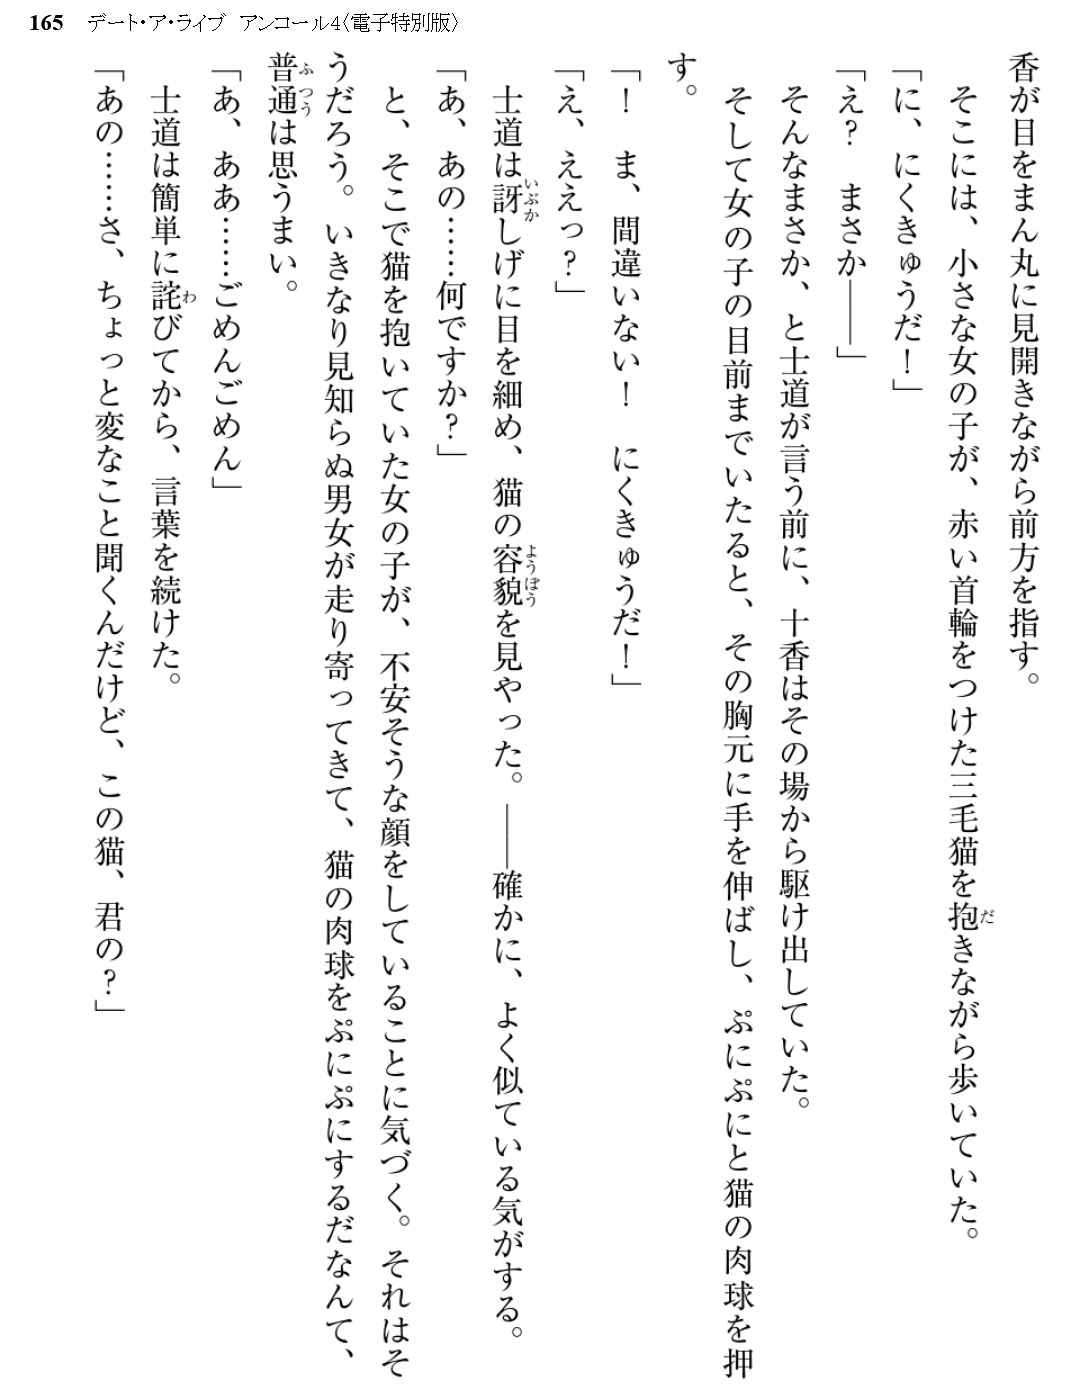 165 デート・ア・ライブ アンコール4〈電子特別版〉
香が目をまん丸に見開きながら前方を指す。
　そこには、小さな女の子が、赤い首輪をつけた三毛猫を抱きながら歩いていた。
「に、にくきゅうだ！」
「え？　まさか――」
　そんなまさか、と士道が言う前に、十香はその場から駆け出していた。
　そして女の子の目前までいたると、その胸元に手を伸ばし、ぷにぷにと猫の肉球を押
す。
「！　ま、間違いない！　にくきゅうだ！」
「え、ええっ？」
　士道は訝しげに目を細め、猫の容貌を見やった。――確かに、よく似ている気がする。
「あ、あの……何ですか？」
　と、そこで猫を抱いていた女の子が、不安そうな顔をしていることに気づく。それはそ
うだろう。いきなり見知らぬ男女が走り寄ってきて、猫の肉球をぷにぷにするだなんて、
普通は思うまい。
「あ、ああ……ごめんごめん」
　士道は簡単に詫びてから、言葉を続けた。
「あの……さ、ちょっと変なこと聞くんだけど、この猫、君の？」